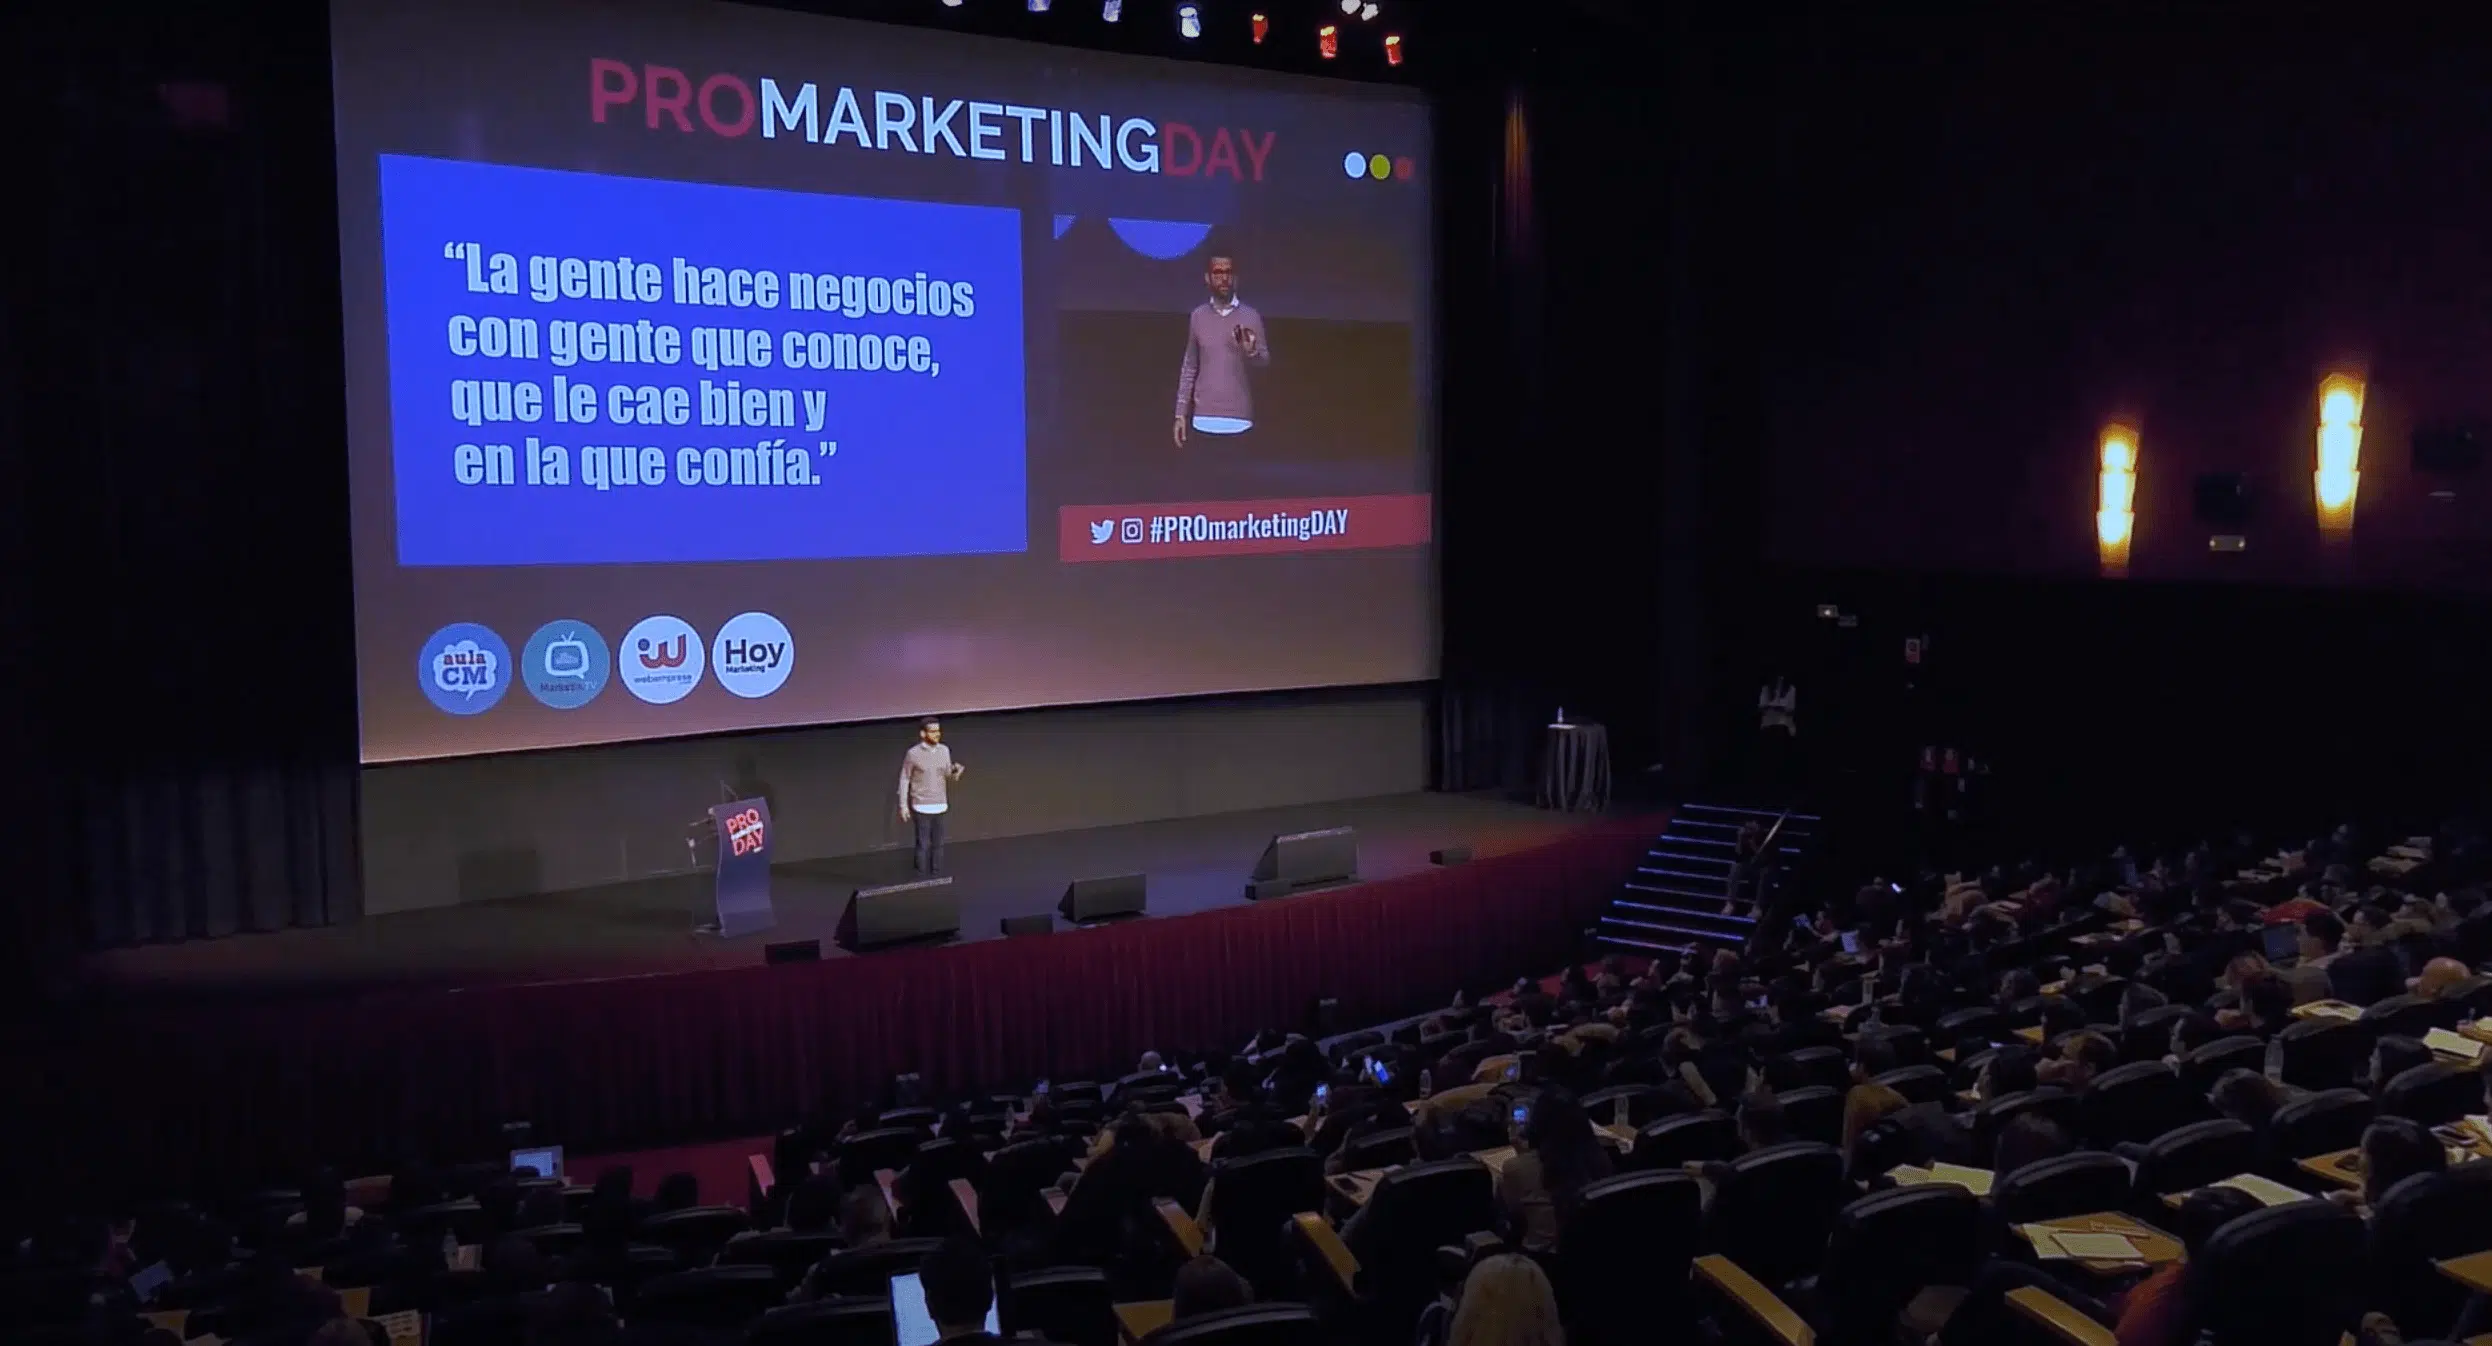 PROMARKETINGDAY
“La gente hace negocios
con gente que conoce,
que le cae bien y
en la que confía.”
#PROmarketingDAY
aula
CM
webempresa
Hoy
Marketing
PRO
DAY